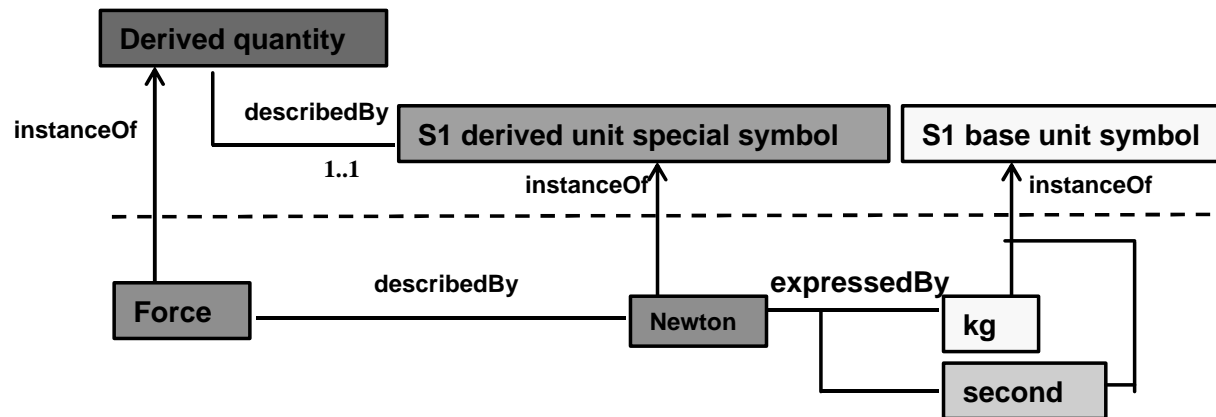 Derived quantity
instanceOf
describedBy
S1 derived unit special symbol
S1 base unit symbol
1..1
instanceOf
instanceOf
describedBy
expressedBy
Force
Newton
kg
second